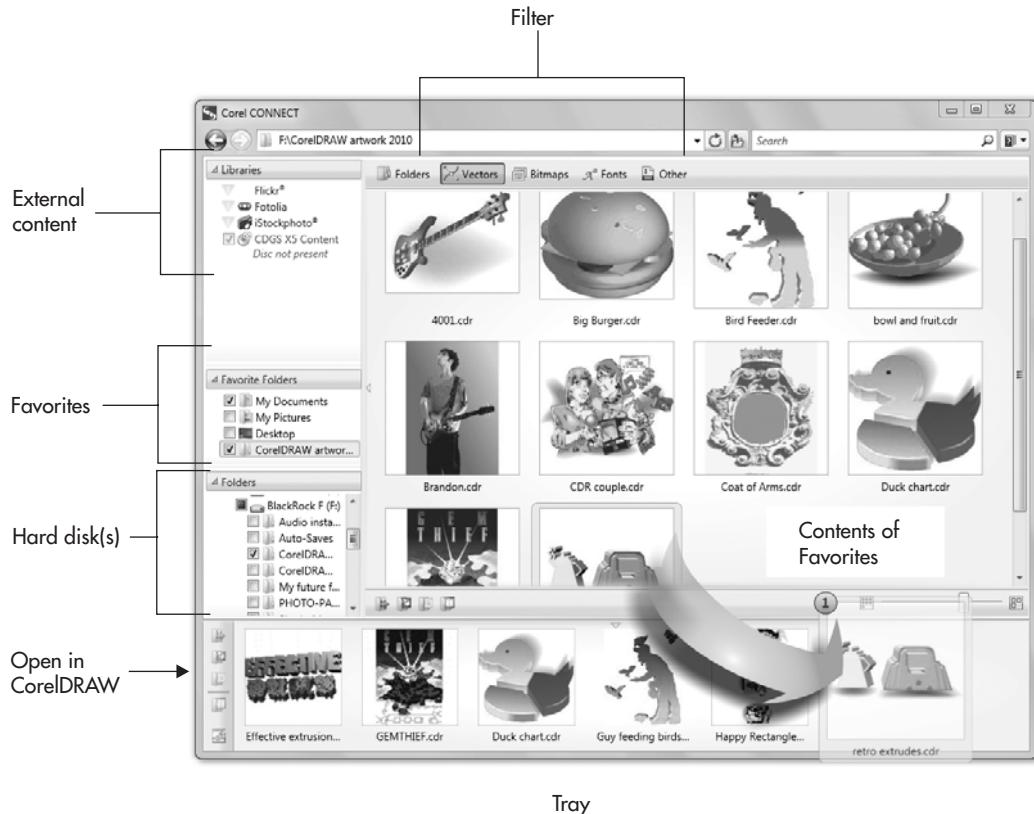 Filter
Corel CONNECT
F:\CorelDRAW artwork 2010
Search
Libraries
Flickr®
Fotolia
iStockphoto®
CDGS X5 Content
Disc not present
Folders Vectors Bitmaps Fonts Other
External
content
4001.cdr Big Burger.cdr Bird Feeder.cdr bowl and fruit.cdr
Favorites
Favorite Folders
My Documents
My Pictures
Desktop
CorelDRAW artwor...
Brandon.cdr CDR couple.cdr Coat of Arms.cdr Duck chart.cdr
Hard disk(s)
Folders
BlackRock F (F:)
Audio insta...
Auto-Saves
CorelDRA...
CorelDRA...
My future f...
PHOTO-PA...
GEM
THIEF
Contents of
Favorites
1
Open in
CorelDRAW
EFFECTIVE
GEM
THIEF
Effective extrusion... GEMTHIEF.cdr Duck chart.cdr Guy feeding birds... Happy Rectangle... retro extrudes.cdr
Tray